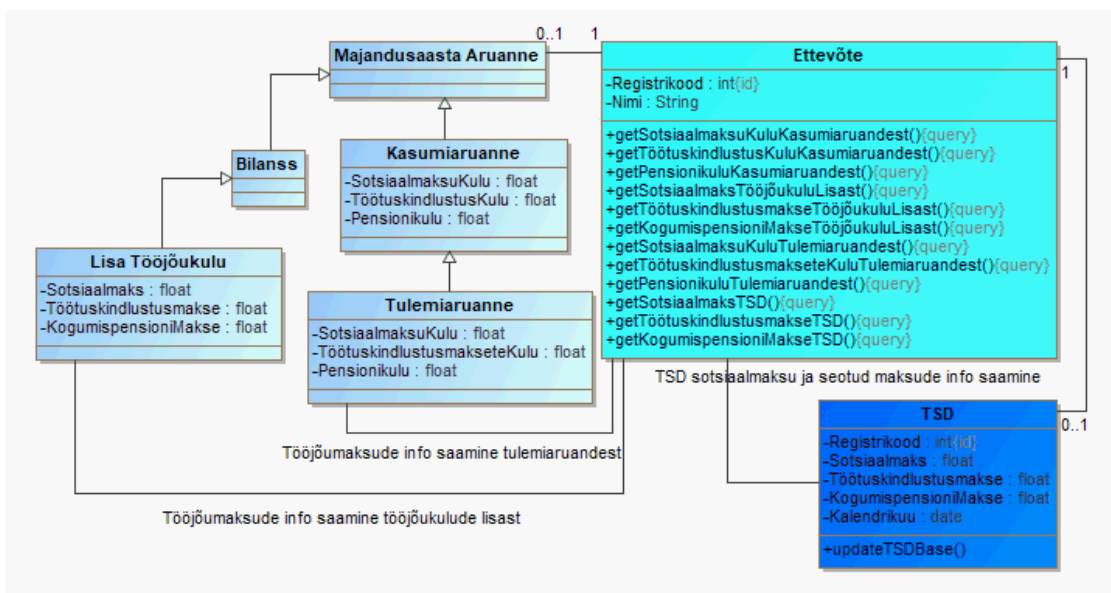 0..1
1
Majandusaasta Aruanne
Ettevõte
-Registrikood : int{id}
-Nimi : String
+getSotsiaalmaksuKuluKasumiaruandest(){query}
+getTöötuskindlustusKuluKasumiaruandest(){query}
+getPensionikuluKasumiaruandest(){query}
+getSotsiaalmaksTööjõukuluLisast(){query}
+getTöötuskindlustusmakseTööjõukuluLisast(){query}
+getKogumispensioniMakseTööjõukuluLisast(){query}
+getSotsiaalmaksuKuluTulemiaruandest(){query}
+getTöötuskindlustusmakseteKuluTulemiaruandest(){query}
+getPensionikuluTulemiaruandest(){query}
+getSotsiaalmaksTSD(){query}
+getTöötuskindlustusmakseTSD(){query}
+getKogumispensioniMakseTSD(){query}
1
Bilanss
Kasumiaruanne
-SotsiaalmaksuKulu : float
-TöötuskindlustusKulu : float
-Pensionikulu : float
Lisa Tööjõukulu
-Sotsiaalmaks : float
-Töötuskindlustusmakse : float
-KogumispensioniMakse : float
Tulemiaruanne
-SotsiaalmaksuKulu : float
-TöötuskindlustusmakseteKulu : float
-Pensionikulu : float
TSD sotsiaalmaksu ja seotud maksude info saamine
TSD
-Registrikood : int{id}
-Sotsiaalmaks : float
-Töötuskindlustusmakse : float
-KogumispensioniMakse : float
-Kalendrikuu : date
+updateTSDBase()
0..1
Tööjõumaksude info saamine tulemiaruandest
Tööjõumaksude info saamine tööjõukulude lisast